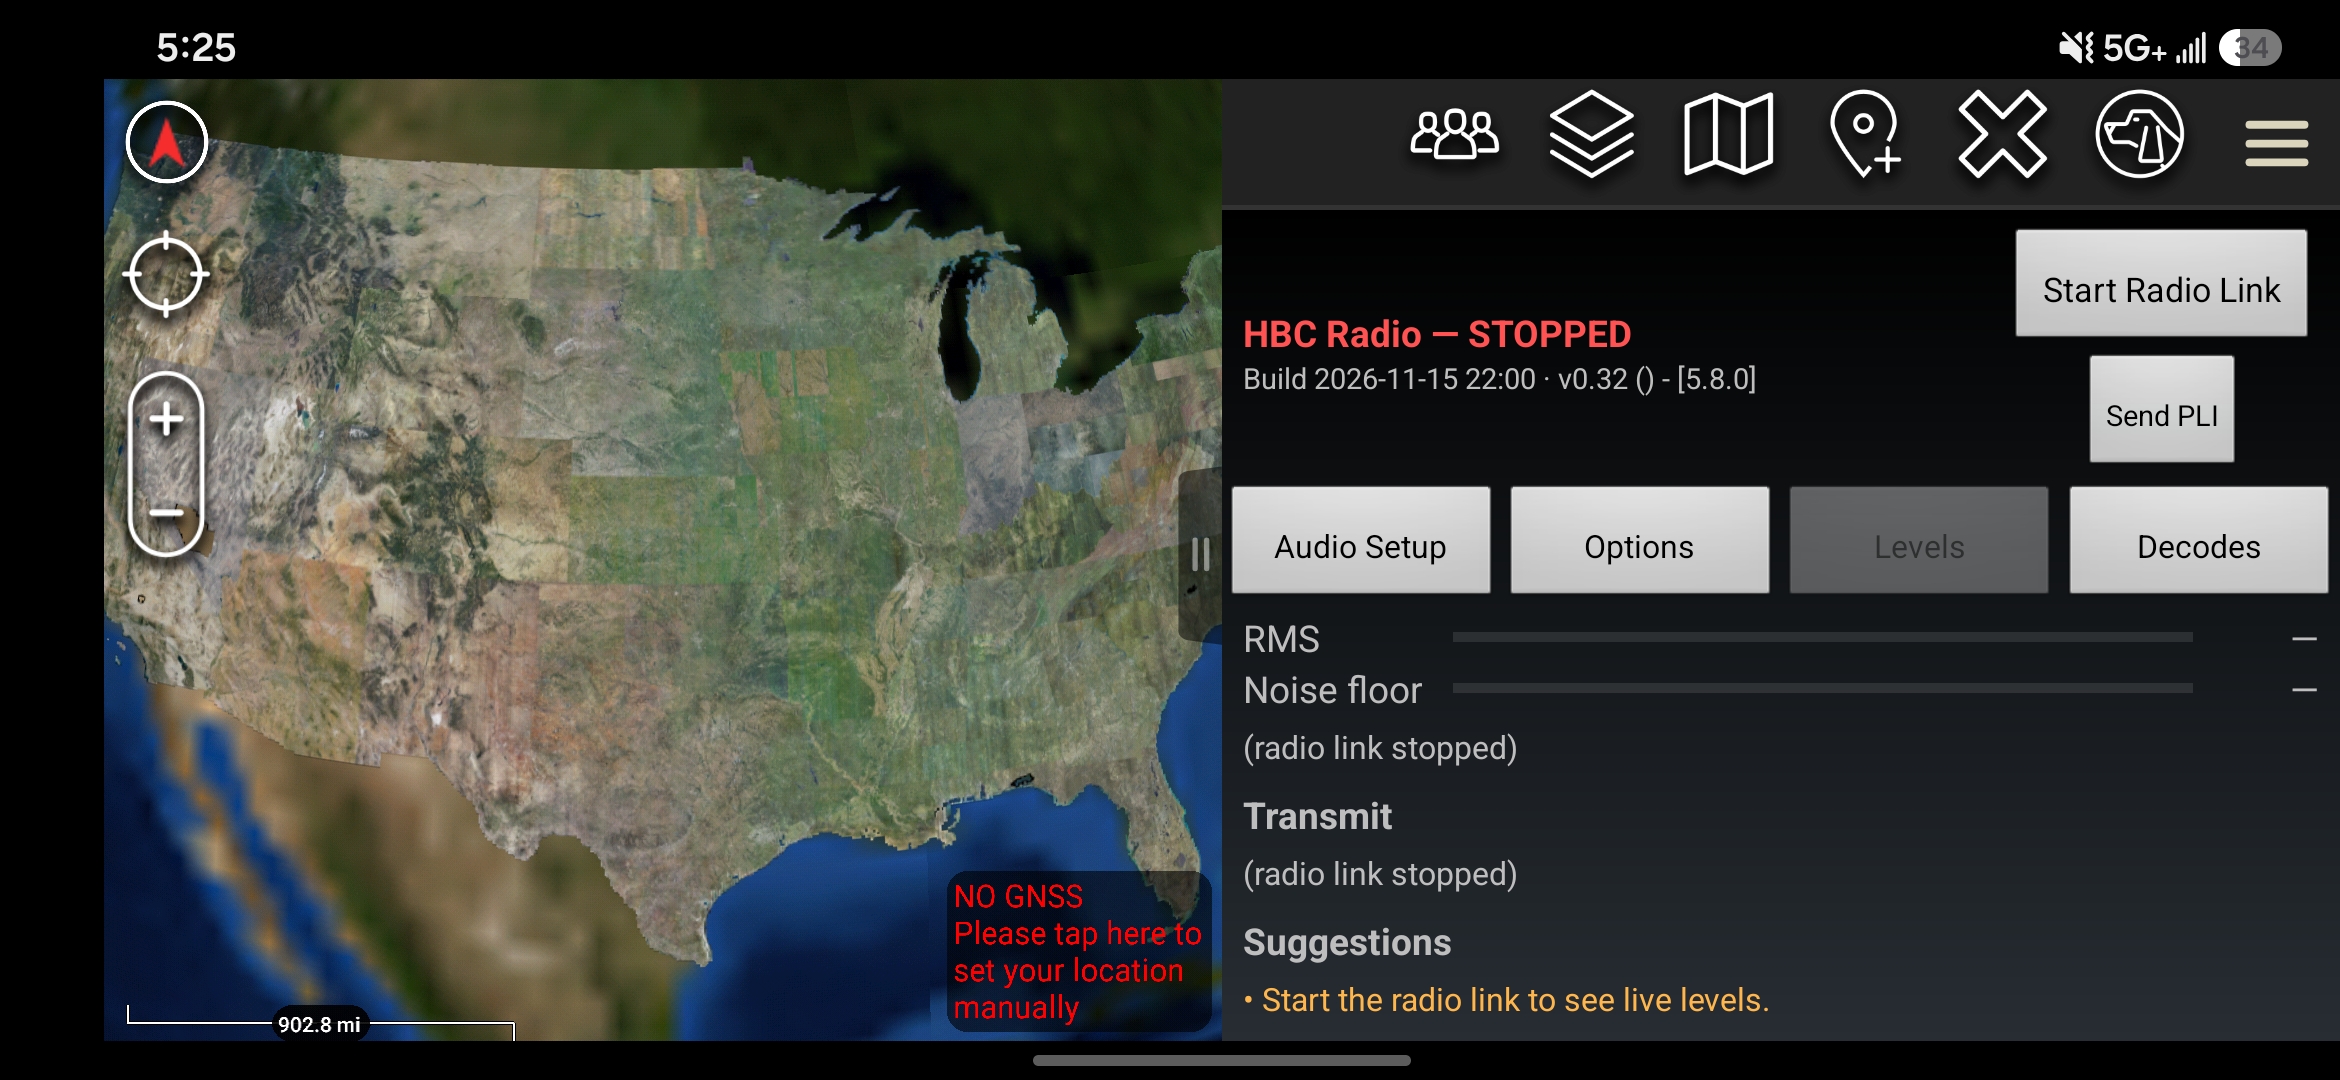 5:25
5G+
34
Start Radio Link
HBC Radio — STOPPED
Build 2026-11-15 22:00 · v0.32 () - [5.8.0]
Send PLI
Audio Setup
Options
Levels
Decodes
RMS —
Noise floor —
(radio link stopped)
Transmit
(radio link stopped)
Suggestions
• Start the radio link to see live levels.
NO GNSS
Please tap here to
set your location
manually
902.8 mi